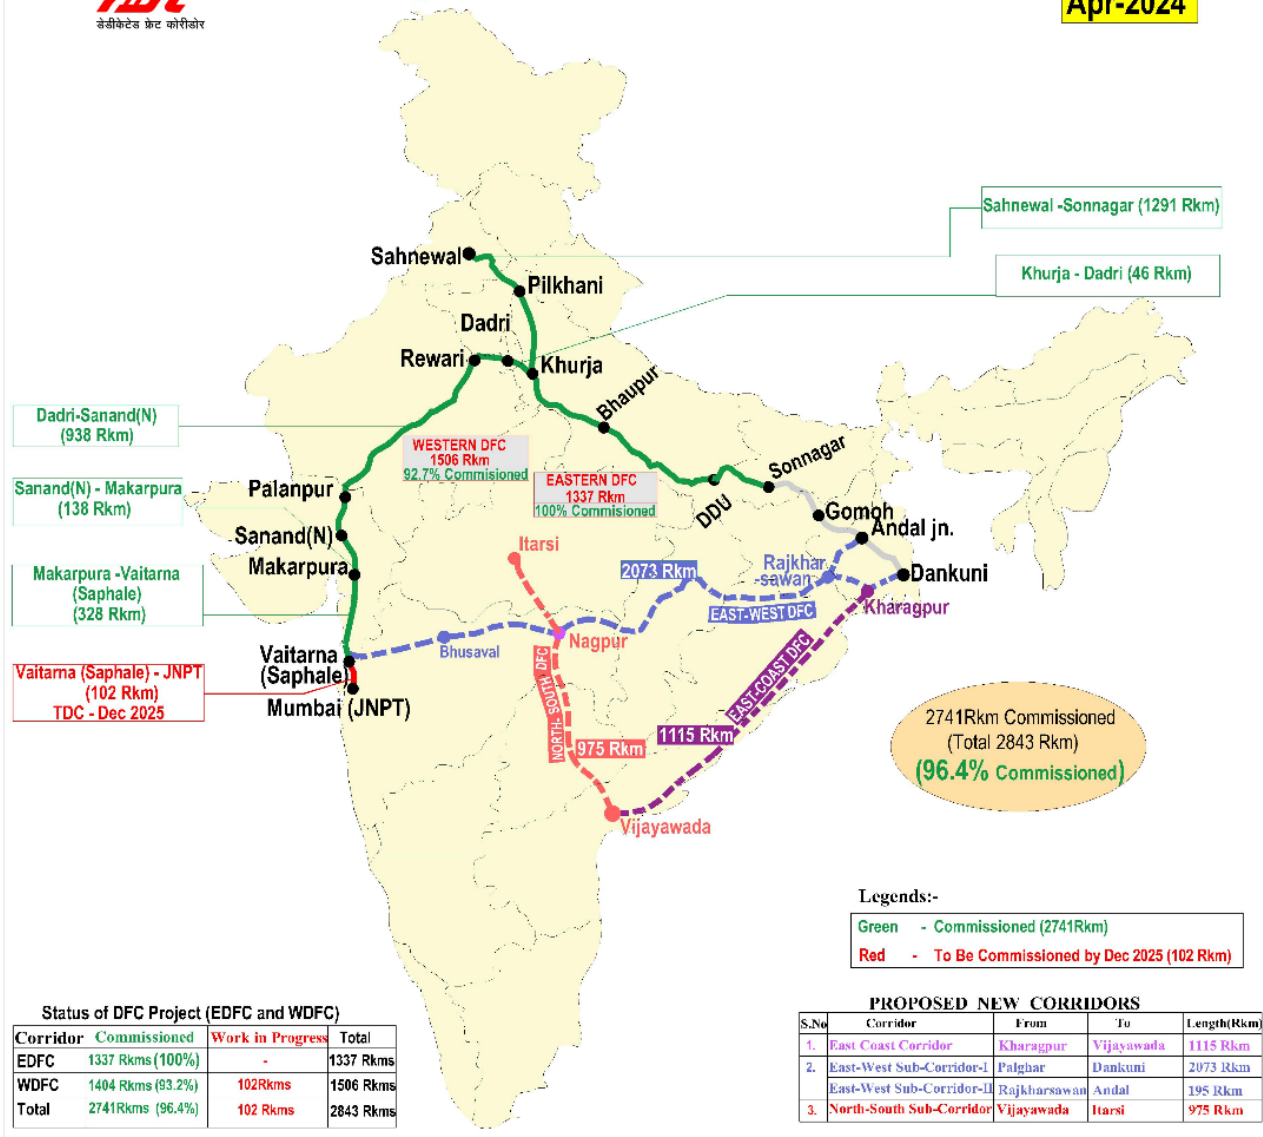 डेडीकेटेड फ्रेट कोरीडोर
Apr-2024
Sahnewal -Sonnagar (1291 Rkm)
Khurja - Dadri (46 Rkm)
Sahnewal
Pilkhani
Dadri
Rewari
Khurja
Bhaupur
Dadri-Sanand(N)
(938 Rkm)
WESTERN DFC
1506 Rkm
92.7% Commisioned
EASTERN DFC
1337 Rkm
100% Commisioned
Sonnagar
DDU
Sanand(N) - Makarpura
(138 Rkm)
Palanpur
Sanand(N)
Makarpura
Gomoh
Andal jn.
Itarsi
2073 Rkm
Rajkhar
-sawan
Dankuni
EAST-WEST DFC
Kharagpur
Makarpura -Vaitarna
(Saphale)
(328 Rkm)
Vaitarna
(Saphale)
Bhusaval
Nagpur
Vaitarna (Saphale) - JNPT
(102 Rkm)
TDC - Dec 2025
Mumbai (JNPT)
NORTH- SOUTH DFC
975 Rkm
EAST-COAST DFC
1115 Rkm
Vijayawada
2741Rkm Commissioned
(Total 2843 Rkm)
(96.4% Commissioned)
Legends:-
Green - Commissioned (2741Rkm)
Red - To Be Commissioned by Dec 2025 (102 Rkm)
Status of DFC Project (EDFC and WDFC)
Corridor Commissioned Work in Progress Total
EDFC 1337 Rkms (100%) - 1337 Rkms
WDFC 1404 Rkms (93.2%) 102Rkms 1506 Rkms
Total 2741Rkms (96.4%) 102 Rkms 2843 Rkms
PROPOSED NEW CORRIDORS
S.No Corridor From To Length(Rkm)
1. East Coast Corridor Kharagpur Vijayawada 1115 Rkm
2. East-West Sub-Corridor-I Palghar Dankuni 2073 Rkm
East-West Sub-Corridor-II Rajkharsawan Andal 195 Rkm
3. North-South Sub-Corridor Vijayawada Itarsi 975 Rkm